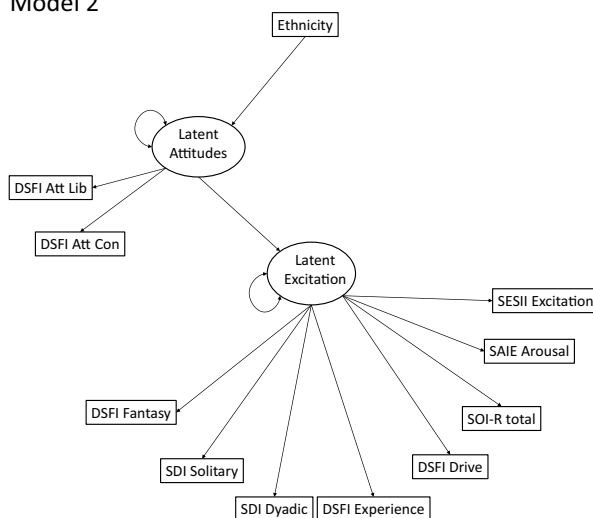 Model 2
Ethnicity
Latent
Attitudes
DSFI Att Lib
DSFI Att Con
Latent
Excitation
SESII Excitation
SAIE Arousal
DSFI Fantasy
SOI-R total
SDI Solitary
DSFI Drive
SDI Dyadic
DSFI Experience